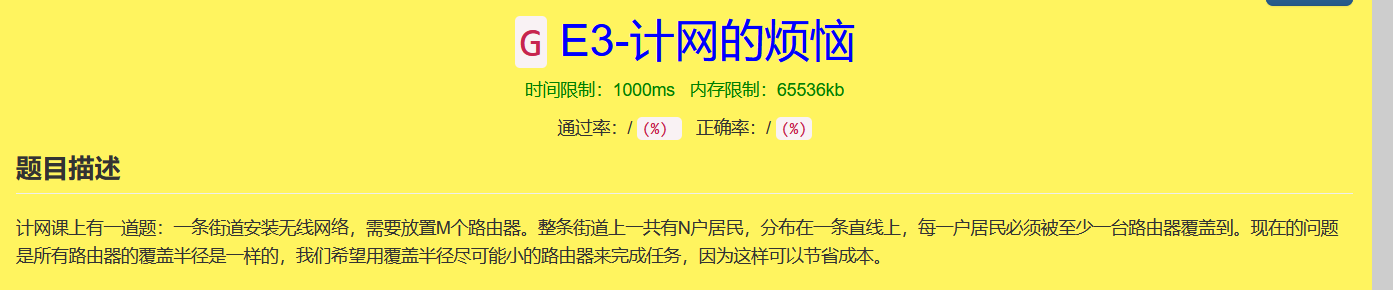 G E3-计网的烦恼
时间限制：1000ms 内存限制：65536kb
通过率：/ (%) 正确率：/ (%)
题目描述
计网课上有一道题：一条街道安装无线网络，需要放置M个路由器。整条街道上一共有N户居民，分布在一条直线上，每一户居民必须被至少一台路由器覆盖到。现在的问题
是所有路由器的覆盖半径是一样的，我们希望用覆盖半径尽可能小的路由器来完成任务，因为这样可以节省成本。